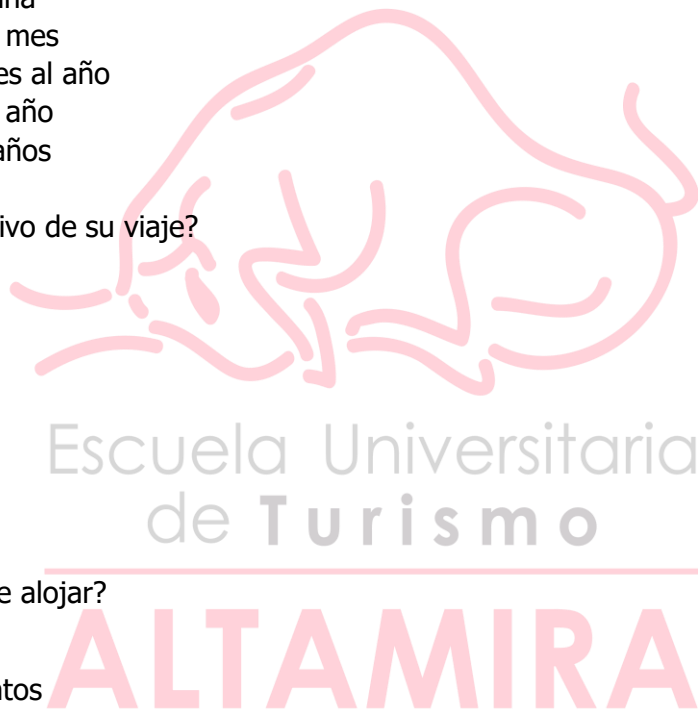 mes
es al año
año
años
ivo de su viaje?
Escuela Universitaria
de Turismo
e alojar?
ALTAMIRA
tos